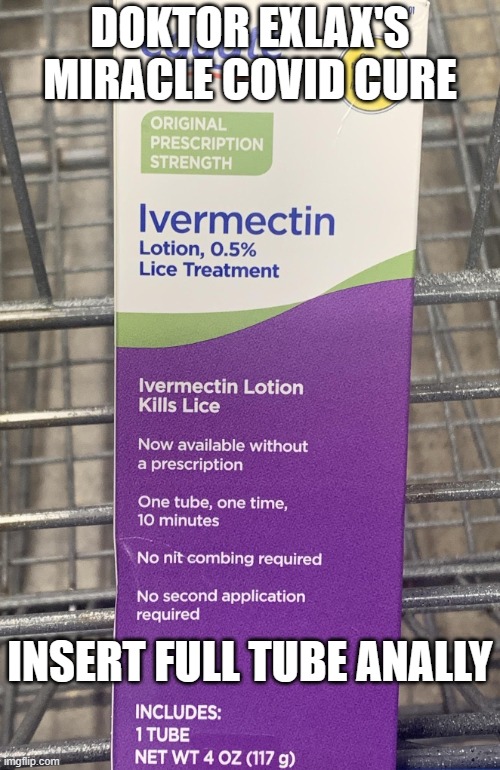 DOKTOR EXLAX'S
MIRACLE COVID CURE
ORIGINAL
PRESCRIPTION
STRENGTH
Ivermectin
Lotion, 0.5%
Lice Treatment
Ivermectin Lotion
Kills Lice
Now available without
a prescription
One tube, one time,
10 minutes
No nit combing required
No second application
required
INSERT FULL TUBE ANALLY
INCLUDES:
1 TUBE
NET WT 4 OZ (117 g)
imgflip.com